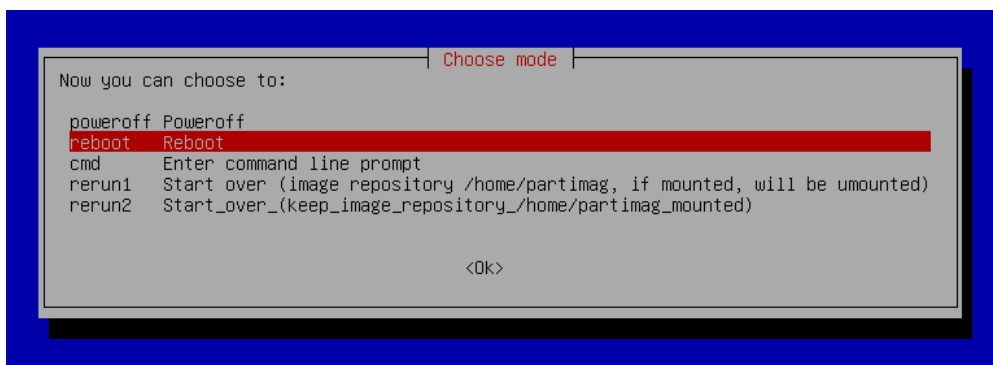 Choose mode
Now you can choose to:
poweroff Poweroff
reboot Reboot
cmd Enter command line prompt
rerun1 Start over (image repository /home/partimag, if mounted, will be umounted)
rerun2 Start_over_(keep_image_repository_/home/partimag_mounted)
<Ok>